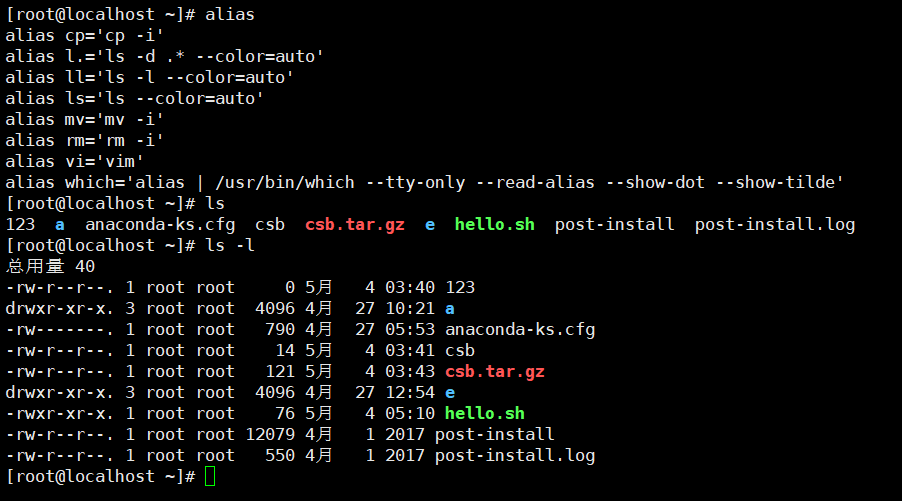 [root@localhost ~]# alias
alias cp='cp -i'
alias l.='ls -d .* --color=auto'
alias ll='ls -l --color=auto'
alias ls='ls --color=auto'
alias mv='mv -i'
alias rm='rm -i'
alias vi='vim'
alias which='alias | /usr/bin/which --tty-only --read-alias --show-dot --show-tilde'
[root@localhost ~]# ls
123  a  anaconda-ks.cfg  csb  csb.tar.gz  e  hello.sh  post-install  post-install.log
[root@localhost ~]# ls -l
总用量 40
-rw-r--r--. 1 root root     0 5月   4 03:40 123
drwxr-xr-x. 3 root root  4096 4月  27 10:21 a
-rw-------. 1 root root   790 4月  27 05:53 anaconda-ks.cfg
-rw-r--r--. 1 root root    14 5月   4 03:41 csb
-rw-r--r--. 1 root root   121 5月   4 03:43 csb.tar.gz
drwxr-xr-x. 3 root root  4096 4月  27 12:54 e
-rwxr-xr-x. 1 root root    76 5月   4 05:10 hello.sh
-rw-r--r--. 1 root root 12079 4月   1 2017 post-install
-rw-r--r--. 1 root root   550 4月   1 2017 post-install.log
[root@localhost ~]#